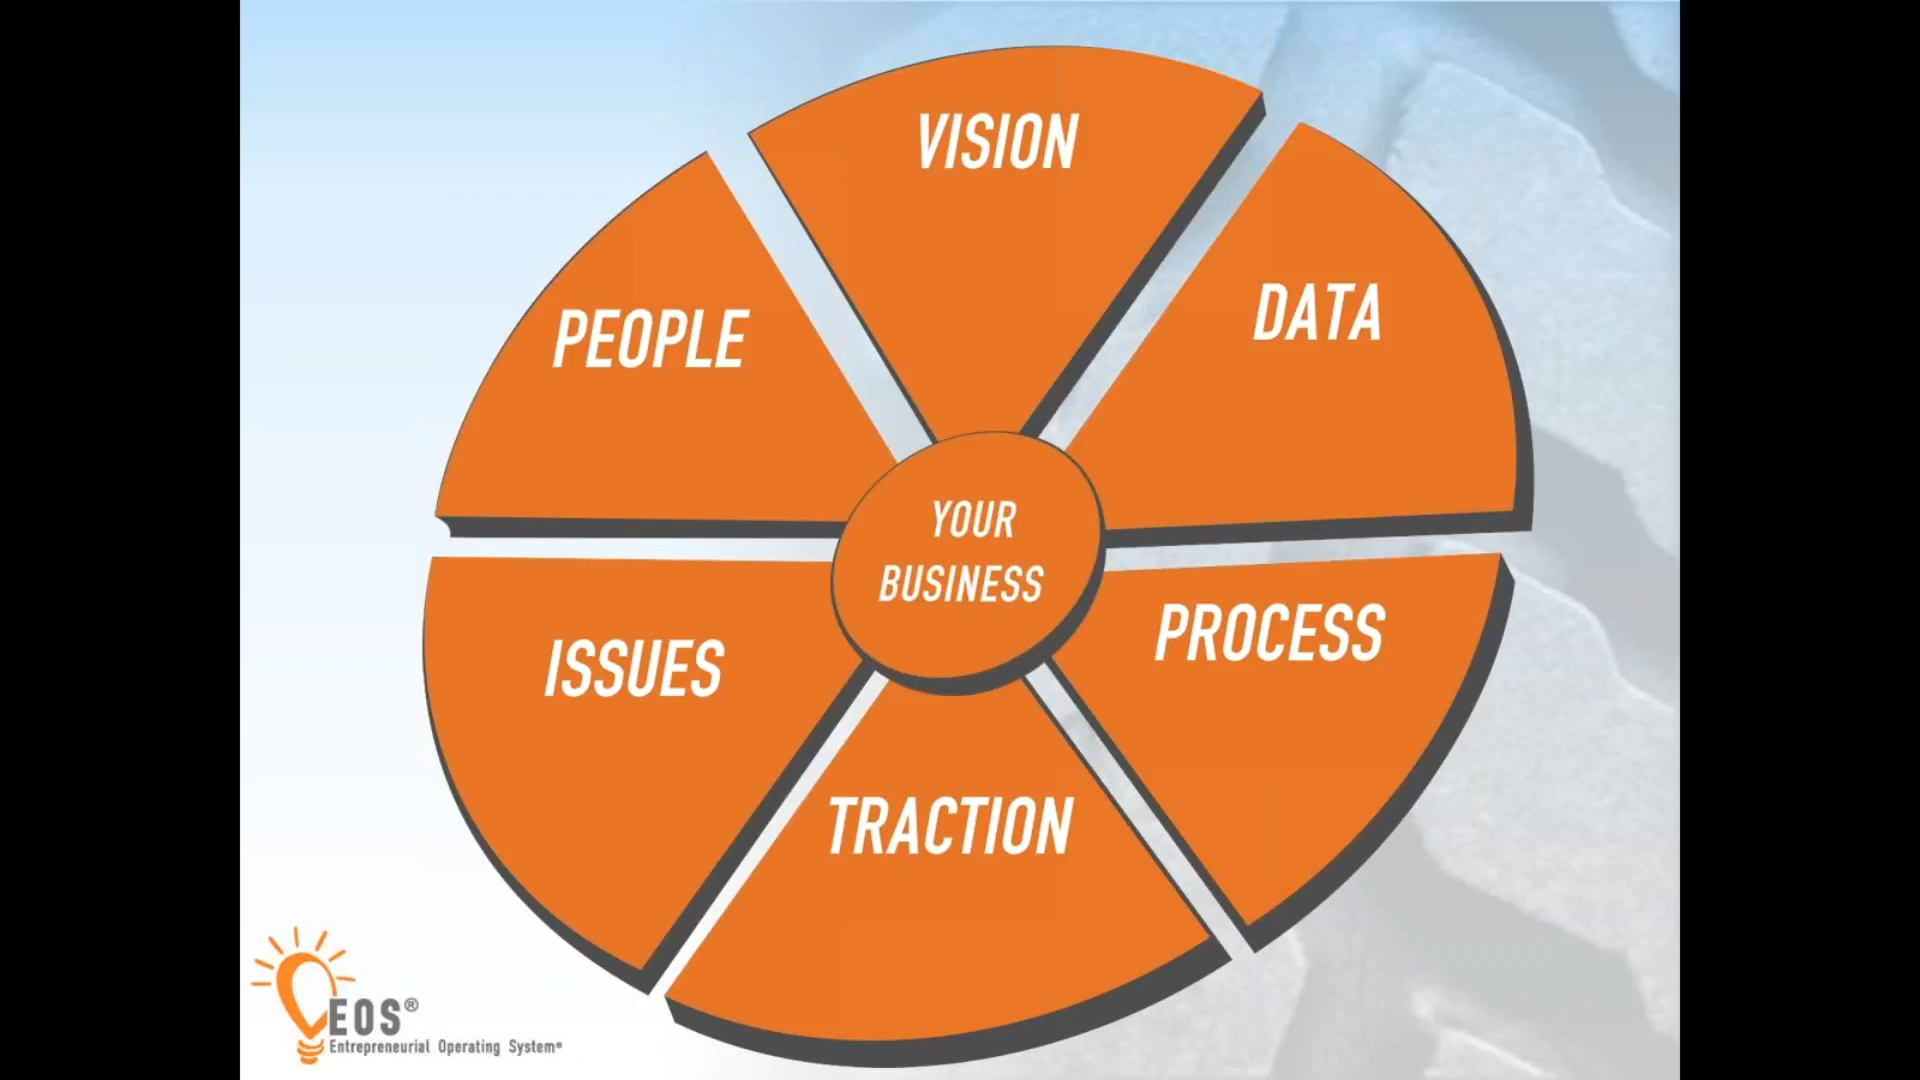 VISION
DATA
PEOPLE
YOUR
BUSINESS
PROCESS
ISSUES
TRACTION
EOS®
Entrepreneurial Operating System®